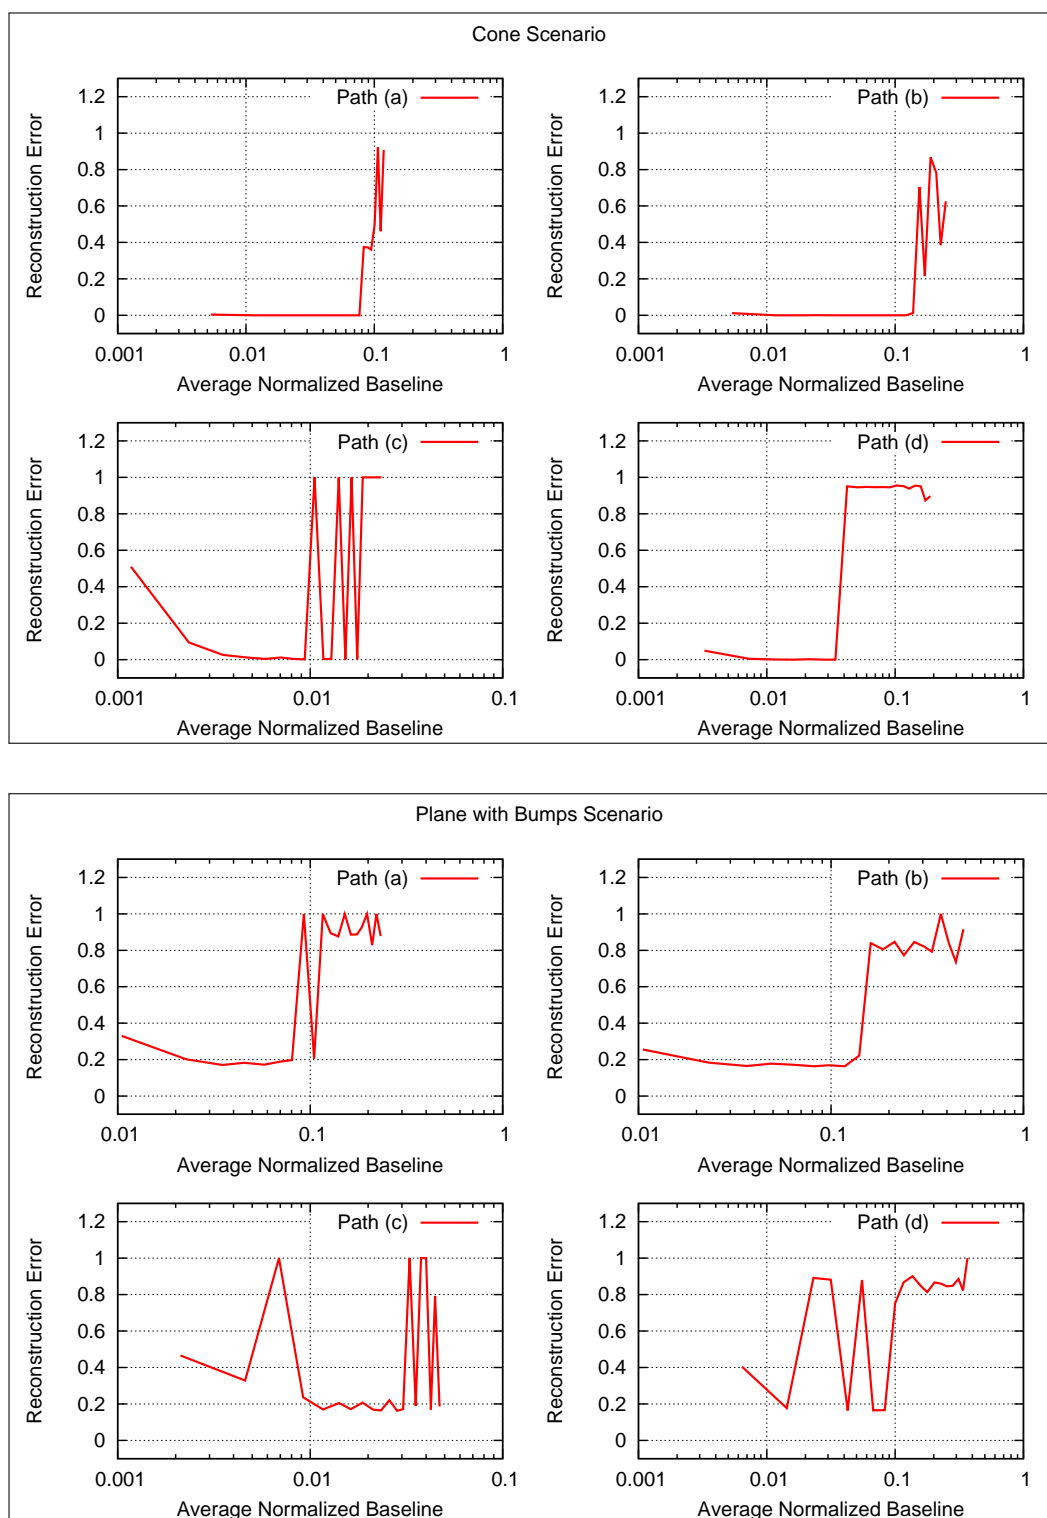 Cone Scenario
Reconstruction Error
1.2
1
0.8
0.6
0.4
0.2
0
Path (a)
0.001 0.01 0.1 1
Average Normalized Baseline
Reconstruction Error
1.2
1
0.8
0.6
0.4
0.2
0
Path (b)
0.001 0.01 0.1 1
Average Normalized Baseline
Reconstruction Error
1.2
1
0.8
0.6
0.4
0.2
0
Path (c)
0.001 0.01 0.1
Average Normalized Baseline
Reconstruction Error
1.2
1
0.8
0.6
0.4
0.2
0
Path (d)
0.001 0.01 0.1 1
Average Normalized Baseline
Plane with Bumps Scenario
Reconstruction Error
1.2
1
0.8
0.6
0.4
0.2
0
Path (a)
0.01 0.1 1
Average Normalized Baseline
Reconstruction Error
1.2
1
0.8
0.6
0.4
0.2
0
Path (b)
0.01 0.1 1
Average Normalized Baseline
Reconstruction Error
1.2
1
0.8
0.6
0.4
0.2
0
Path (c)
0.001 0.01 0.1
Average Normalized Baseline
Reconstruction Error
1.2
1
0.8
0.6
0.4
0.2
0
Path (d)
0.001 0.01 0.1 1
Average Normalized Baseline